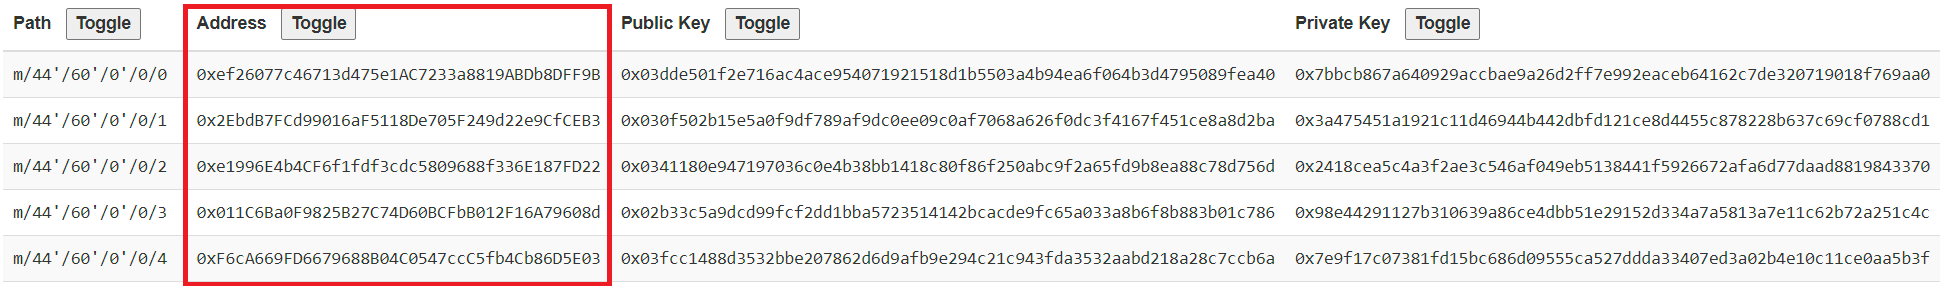 Path Toggle Address Toggle Public Key Toggle Private Key Toggle
m/44'/60'/0'/0/0 0xef26077c46713d475e1AC7233a8819ABDb8DFF9B 0x03dde501f2e716ac4ace954071921518d1b5503a4b94ea6f064b3d4795089fea40 0x7bbcb867a640929accbae9a26d2ff7e992eaceb64162c7de320719018f769aa0
m/44'/60'/0'/0/1 0x2EbdB7FCd99016aF5118De705F249d22e9CfCEB3 0x030f502b15e5a0f9df789af9dc0ee09c0af7068a626f0dc3f4167f451ce8a8d2ba 0x3a475451a1921c11d46944b442dbfd121ce8d4455c878228b637c69cf0788cd1
m/44'/60'/0'/0/2 0xe1996E4b4CF6f1fdf3cdc5809688f336E187FD22 0x0341180e947197036c0e4b38bb1418c80f86f250abc9f2a65fd9b8ea88c78d756d 0x2418cea5c4a3f2ae3c546af049eb5138441f5926672afa6d77daad8819843370
m/44'/60'/0'/0/3 0x011C6Ba0F9825B27C74D60BCFbB012F16A79608d 0x02b33c5a9dcd99fcf2dd1bba5723514142bcacde9fc65a033a8b6f8b883b01c786 0x98e44291127b310639a86ce4dbb51e29152d334a7a5813a7e11c62b72a251c4c
m/44'/60'/0'/0/4 0xF6cA669FD6679688B04C0547ccC5fb4Cb86D5E03 0x03fcc1488d3532bbe207862d6d9afb9e294c21c943fda3532aabd218a28c7ccb6a 0x7e9f17c07381fd15bc686d09555ca527ddda33407ed3a02b4e10c11ce0aa5b3f